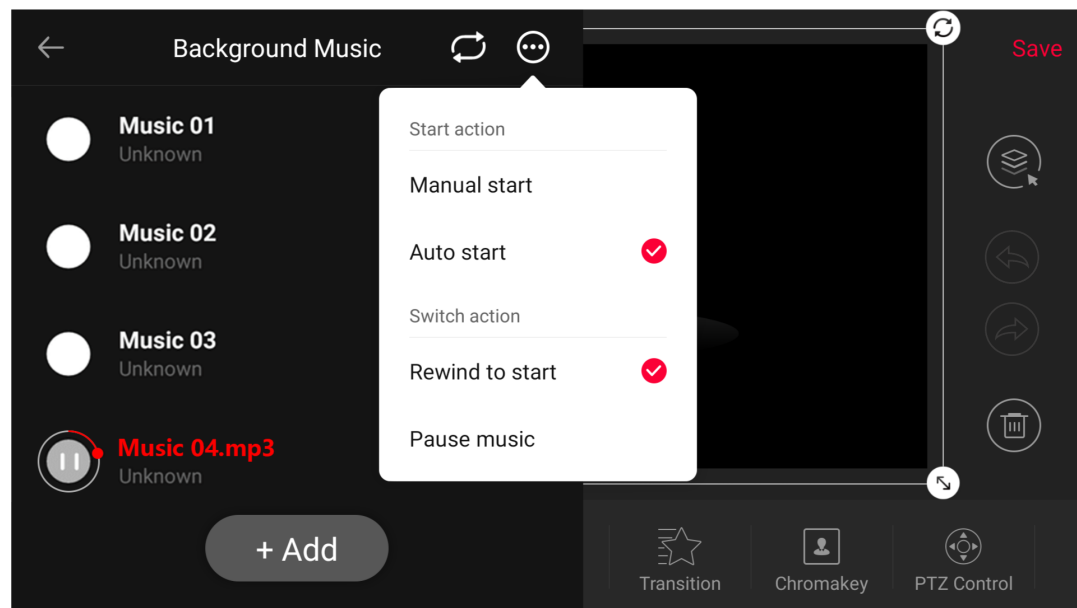 Background Music
Save
Music 01
Unknown
Music 02
Unknown
Music 03
Unknown
Music 04.mp3
Unknown
+ Add
Start action
Manual start
Auto start
Switch action
Rewind to start
Pause music
Transition
Chromakey
PTZ Control